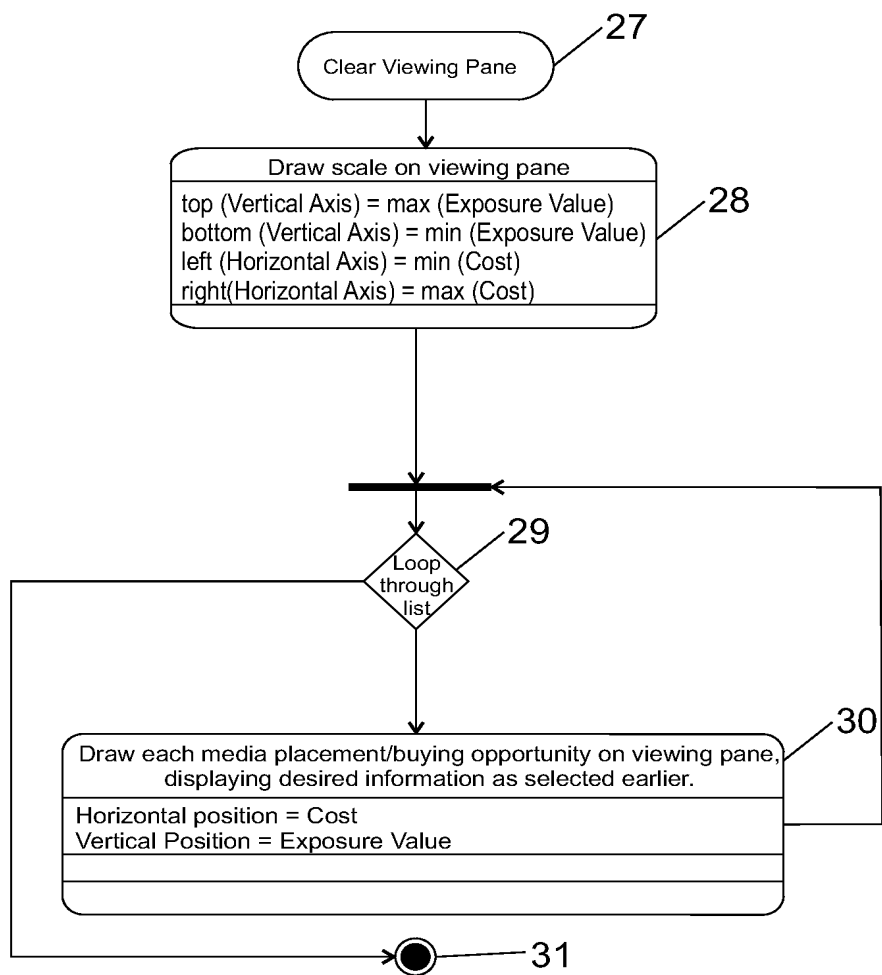 27
Clear Viewing Pane
Draw scale on viewing pane
top (Vertical Axis) = max (Exposure Value)
bottom (Vertical Axis) = min (Exposure Value)
left (Horizontal Axis) = min (Cost)
right(Horizontal Axis) = max (Cost)
28
29
Loop
through
list
30
Draw each media placement/buying opportunity on viewing pane,
displaying desired information as selected earlier.
Horizontal position = Cost
Vertical Position = Exposure Value
31